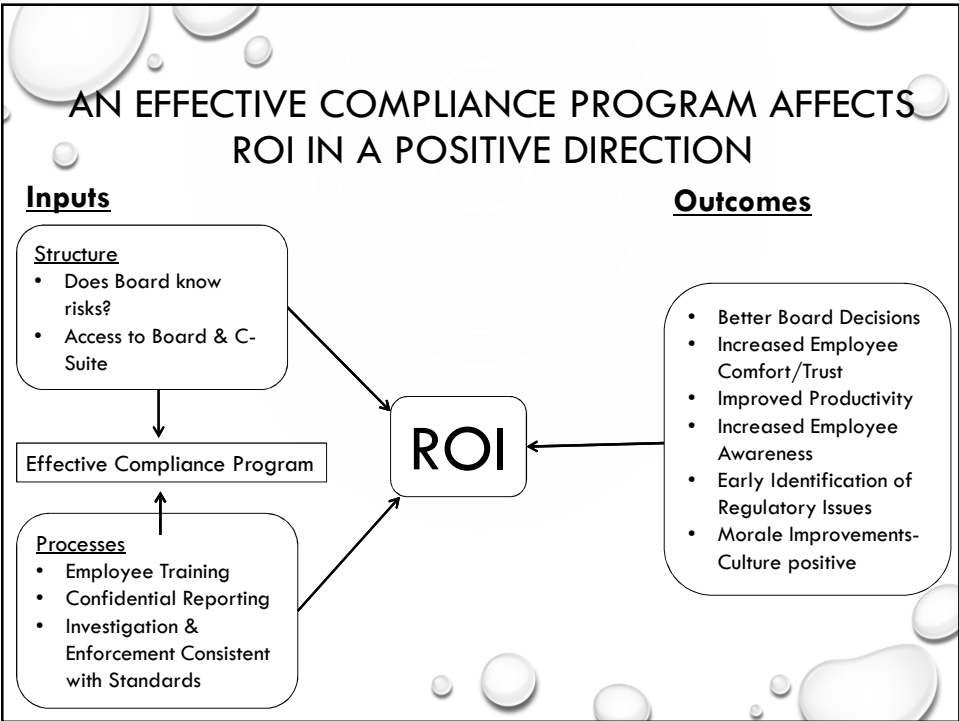 AN EFFECTIVE COMPLIANCE PROGRAM AFFECTS
ROI IN A POSITIVE DIRECTION
Inputs
Structure
• Does Board know
risks?
• Access to Board & C-
Suite
Effective Compliance Program
Processes
• Employee Training
• Confidential Reporting
• Investigation &
Enforcement Consistent
with Standards
ROI
Outcomes
• Better Board Decisions
• Increased Employee
Comfort/Trust
• Improved Productivity
• Increased Employee
Awareness
• Early Identification of
Regulatory Issues
• Morale Improvements-
Culture positive